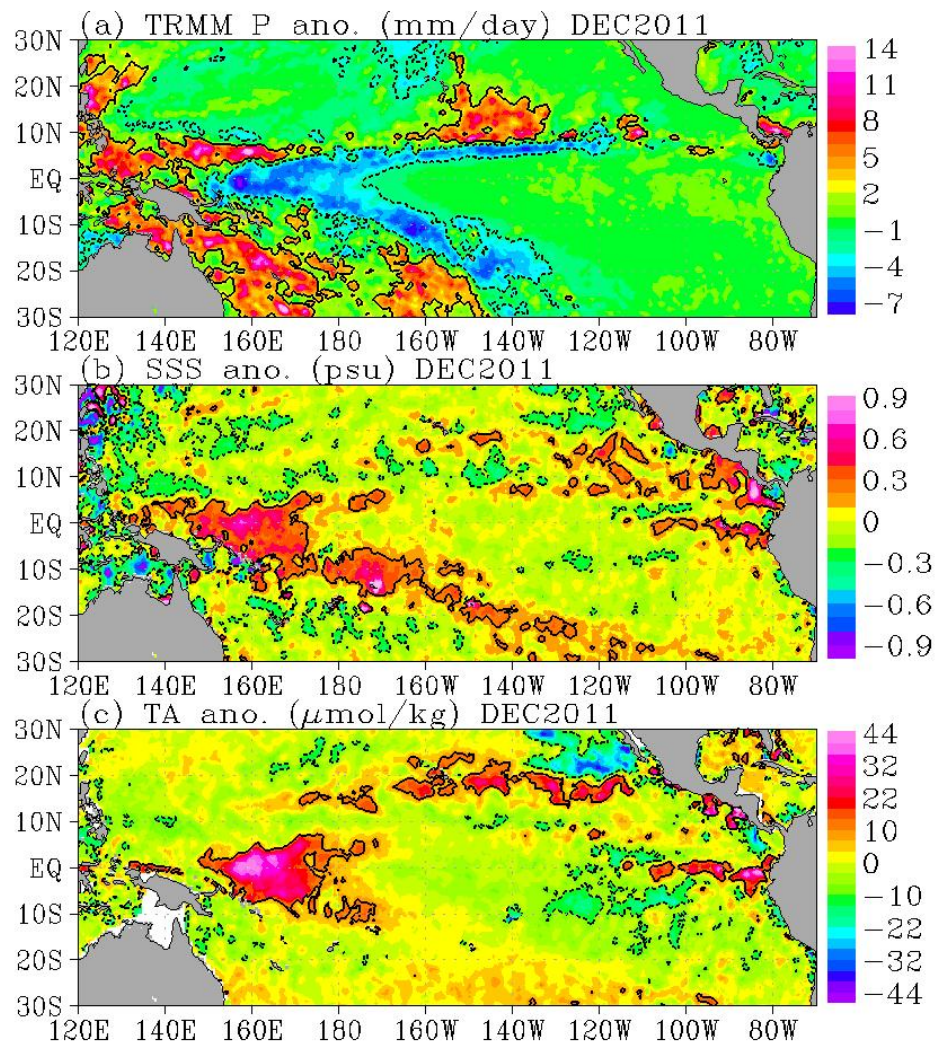 (a) TRMM P ano. (mm/day) DEC2011
30N
20N
10N
EQ
10S
20S
30S
120E 140E 160E 180 160W 140W 120W 100W 80W
14
11
8
5
2
−1
−4
−7
(b) SSS ano. (psu) DEC2011
30N
20N
10N
EQ
10S
20S
30S
120E 140E 160E 180 160W 140W 120W 100W 80W
0.9
0.6
0.3
0
−0.3
−0.6
−0.9
(c) TA ano. (μmol/kg) DEC2011
30N
20N
10N
EQ
10S
20S
30S
120E 140E 160E 180 160W 140W 120W 100W 80W
44
32
22
10
0
−10
−22
−32
−44